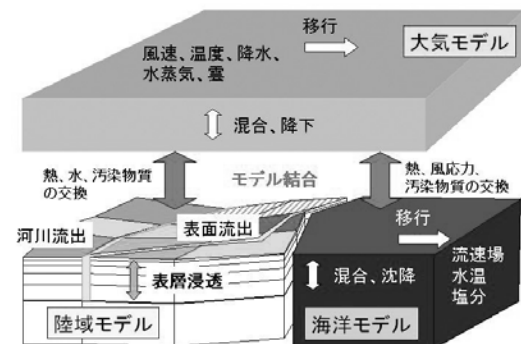 移行
大気モデル
風速、温度、降水、
水蒸気、雲
混合、降下
熱、水、汚染物質
の交換
モデル結合
熱、風応力、
汚染物質の交換
河川流出
表面流出
移行
表層浸透
混合、沈降
流速場
水温
塩分
陸域モデル
海洋モデル